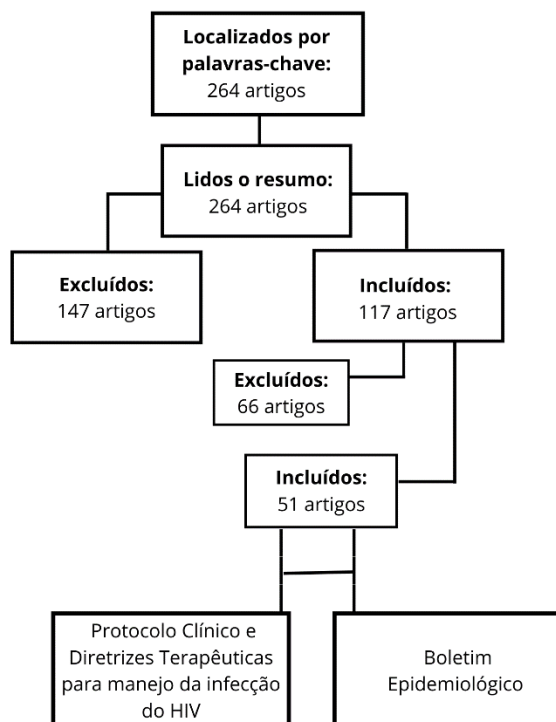 Localizados por
palavras-chave:
264 artigos
Lidos o resumo:
264 artigos
Excluídos:
147 artigos
Incluídos:
117 artigos
Excluídos:
66 artigos
Incluídos:
51 artigos
Protocolo Clínico e
Diretrizes Terapêuticas
para manejo da infecção
do HIV
Boletim
Epidemiológico